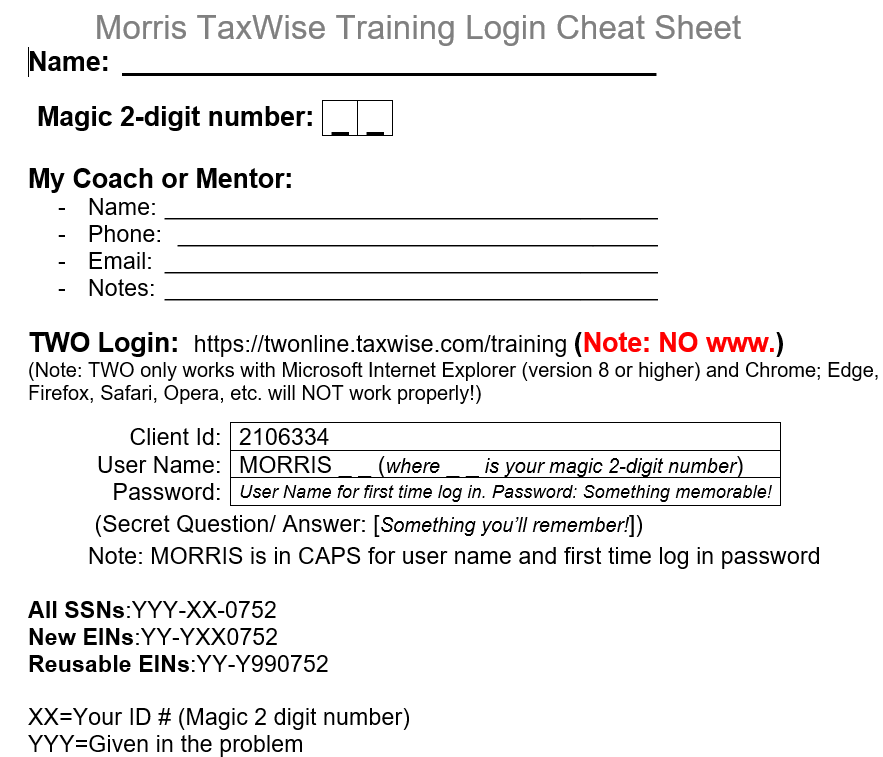 Morris TaxWise Training Login Cheat Sheet
Name: ______________________________
Magic 2-digit number: _ _
My Coach or Mentor:
- Name: ______________________________
- Phone: ______________________________
- Email: ______________________________
- Notes: ______________________________
TWO Login: https://twonline.taxwise.com/training (Note: NO www.)
(Note: TWO only works with Microsoft Internet Explorer (version 8 or higher) and Chrome; Edge,
Firefox, Safari, Opera, etc. will NOT work properly!)
Client Id: 2106334
User Name: MORRIS _ _ (where _ _ is your magic 2-digit number)
Password: User Name for first time log in. Password: Something memorable!
(Secret Question/ Answer: [Something you'll remember!])
Note: MORRIS is in CAPS for user name and first time log in password
All SSNs:YYY-XX-0752
New EINs:YY-YXX0752
Reusable EINs:YY-Y990752
XX=Your ID # (Magic 2 digit number)
YYY=Given in the problem